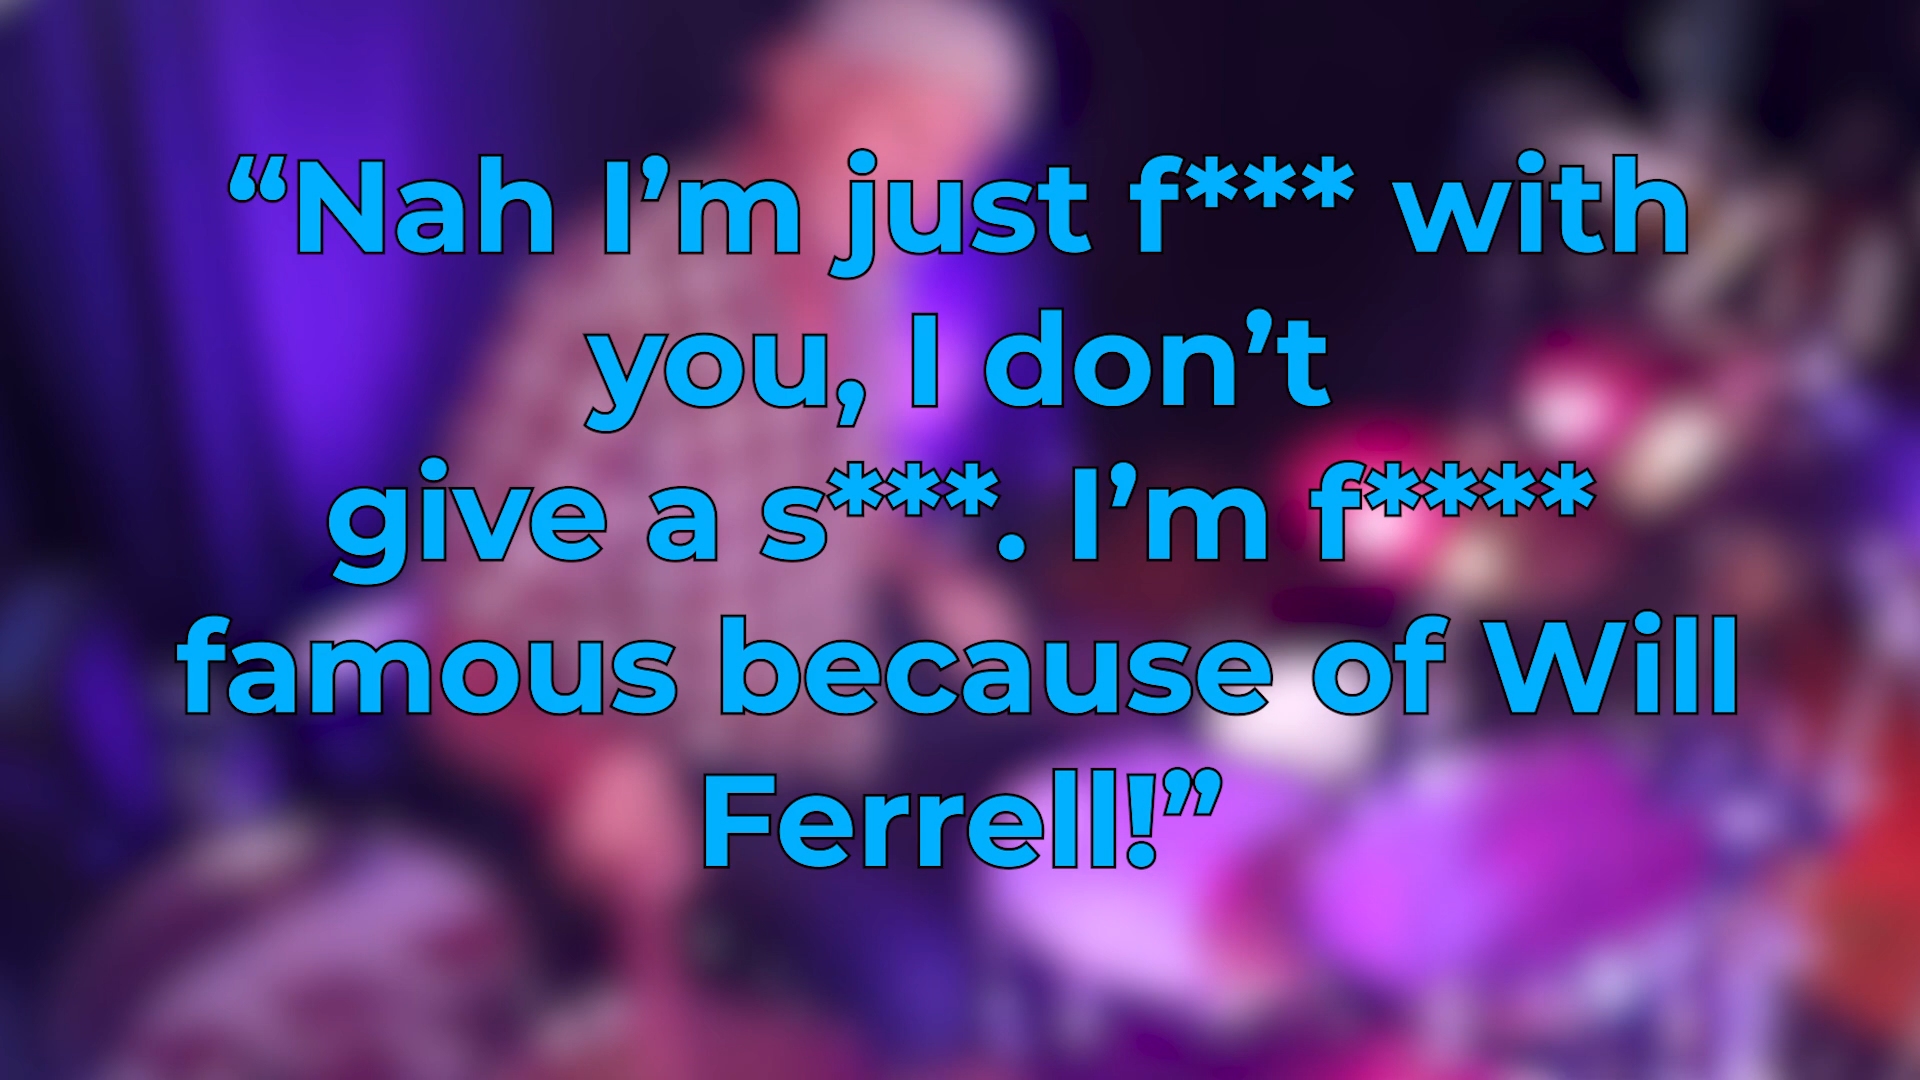 “Nah I’m just f*** with
you, I don’t
give a s***. I’m f****
famous because of Will
Ferrell!”